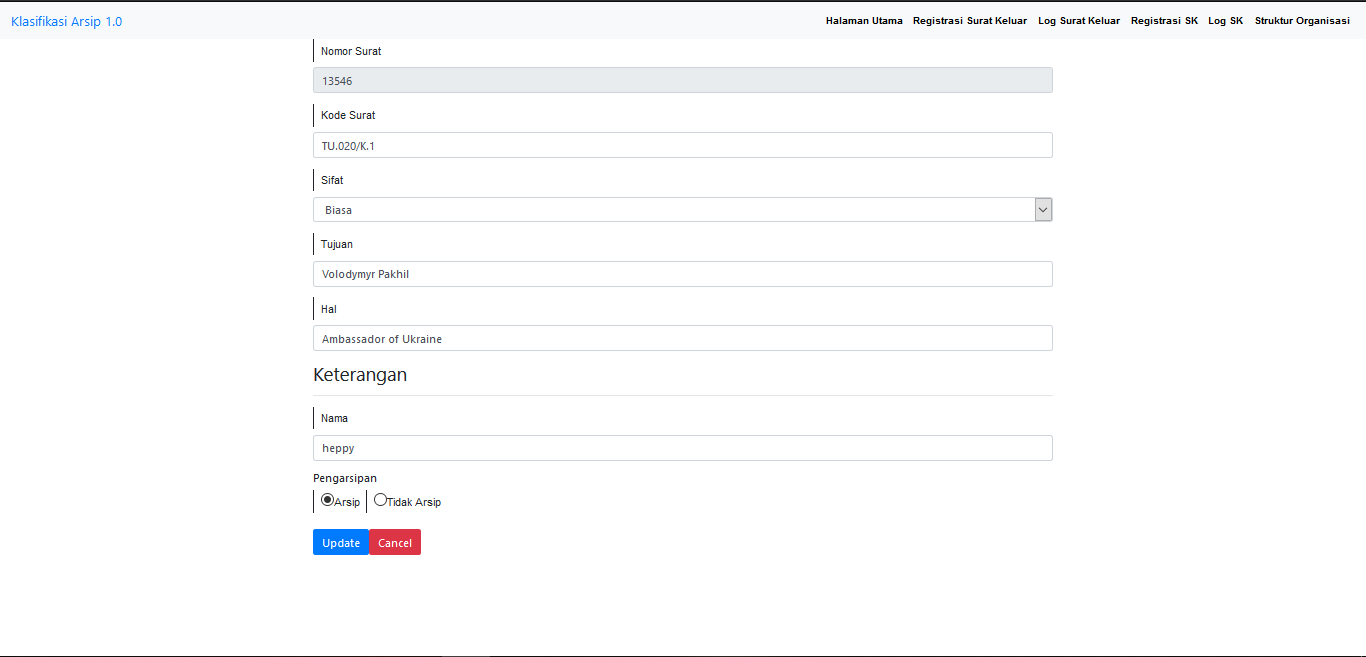 Klasifikasi Arsip 1.0
Halaman Utama Registrasi Surat Keluar Log Surat Keluar Registrasi SK Log SK Struktur Organisasi
Nomor Surat
13546
Kode Surat
TU.020/K.1
Sifat
Biasa
Tujuan
Volodymyr Pakhil
Hal
Ambassador of Ukraine
Keterangan
Nama
heppy
Pengarsipan
Arsip Tidak Arsip
Update Cancel